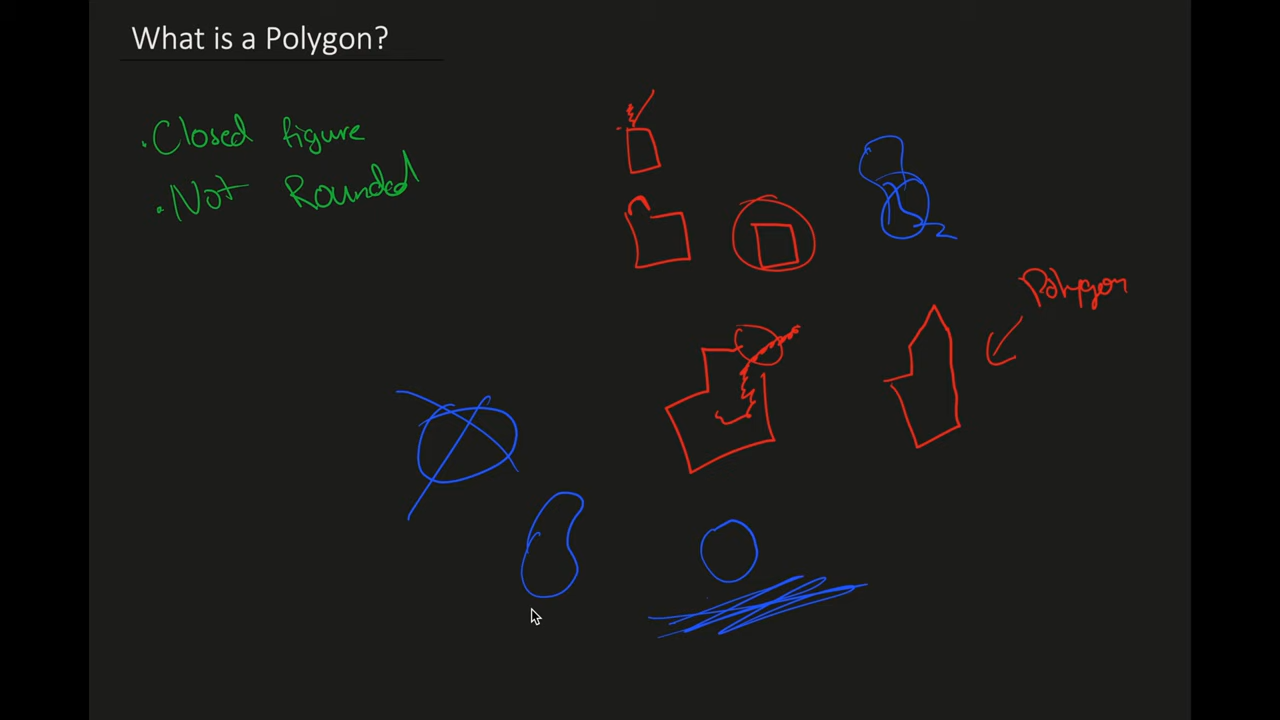 What is a Polygon?
. Closed figure
. Not Rounded
Polygon